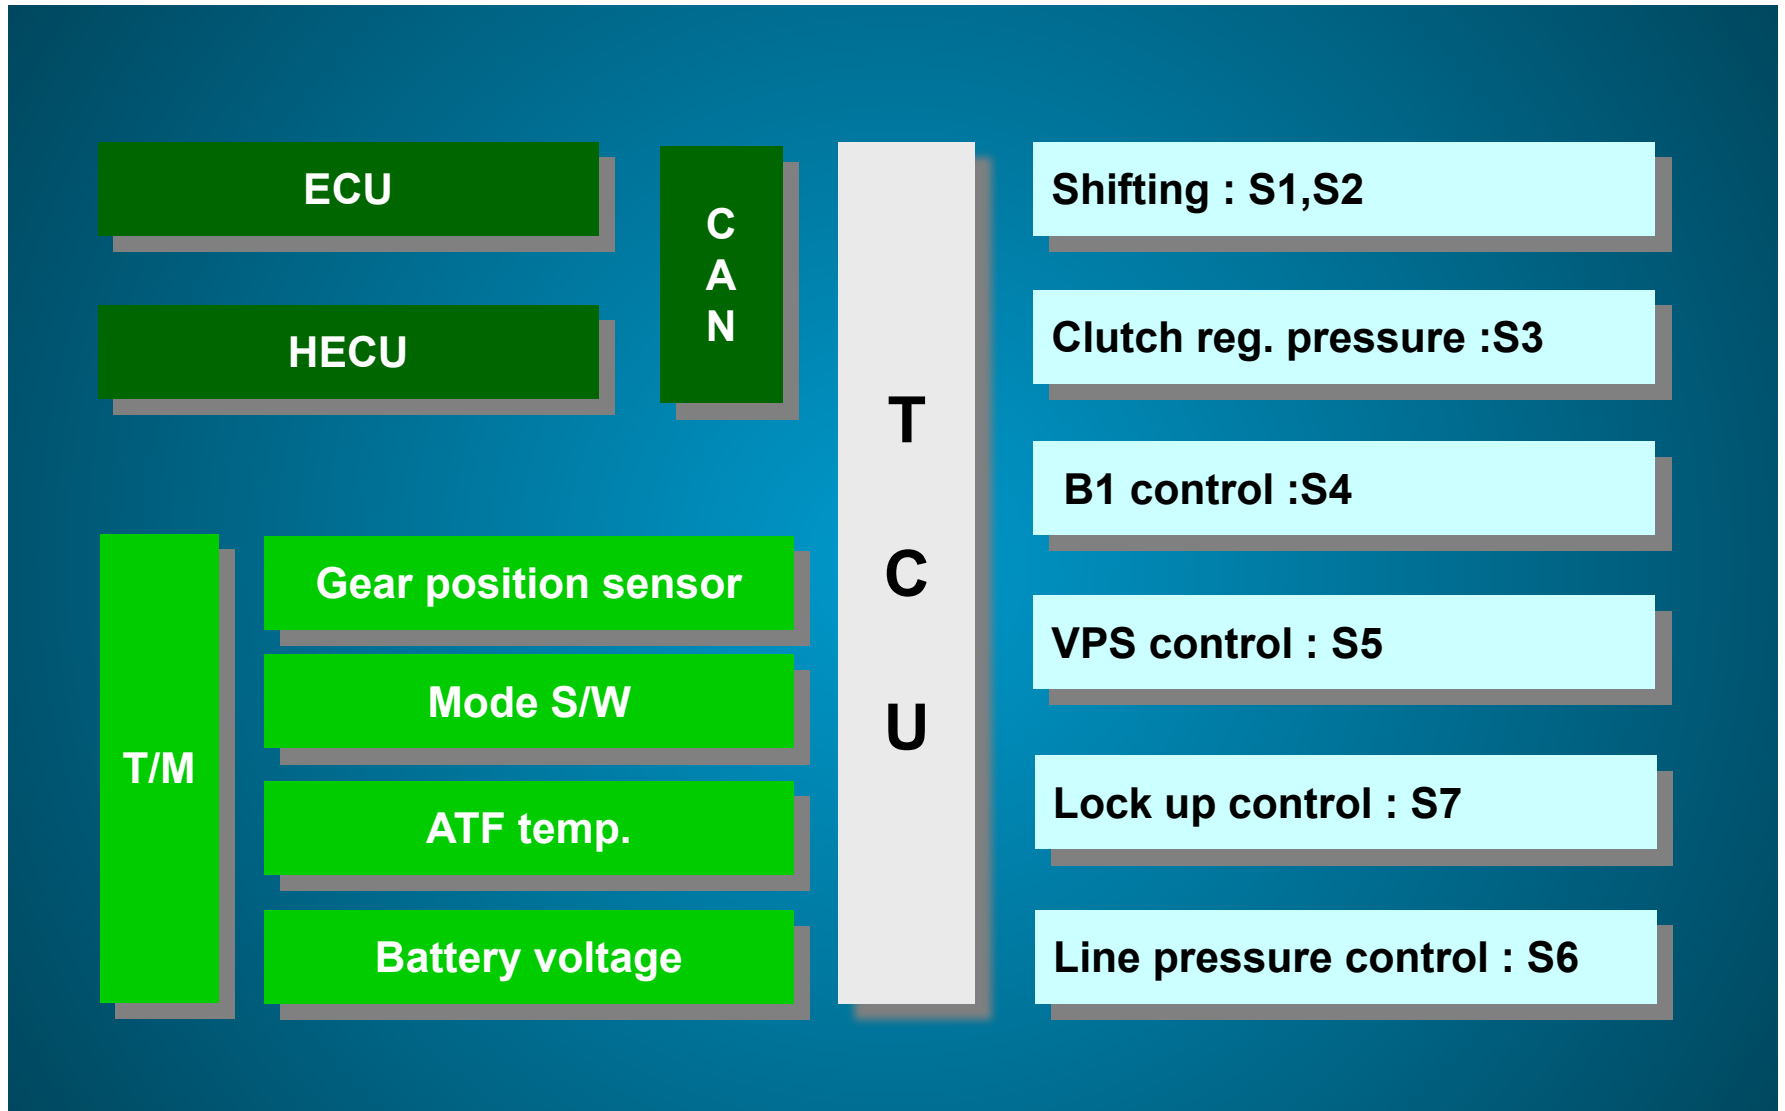 ECU
HECU
C
A
N
T/M
Gear position sensor
Mode S/W
ATF temp.
Battery voltage
T
C
U
Shifting : S1,S2
Clutch reg. pressure :S3
B1 control :S4
VPS control : S5
Lock up control : S7
Line pressure control : S6